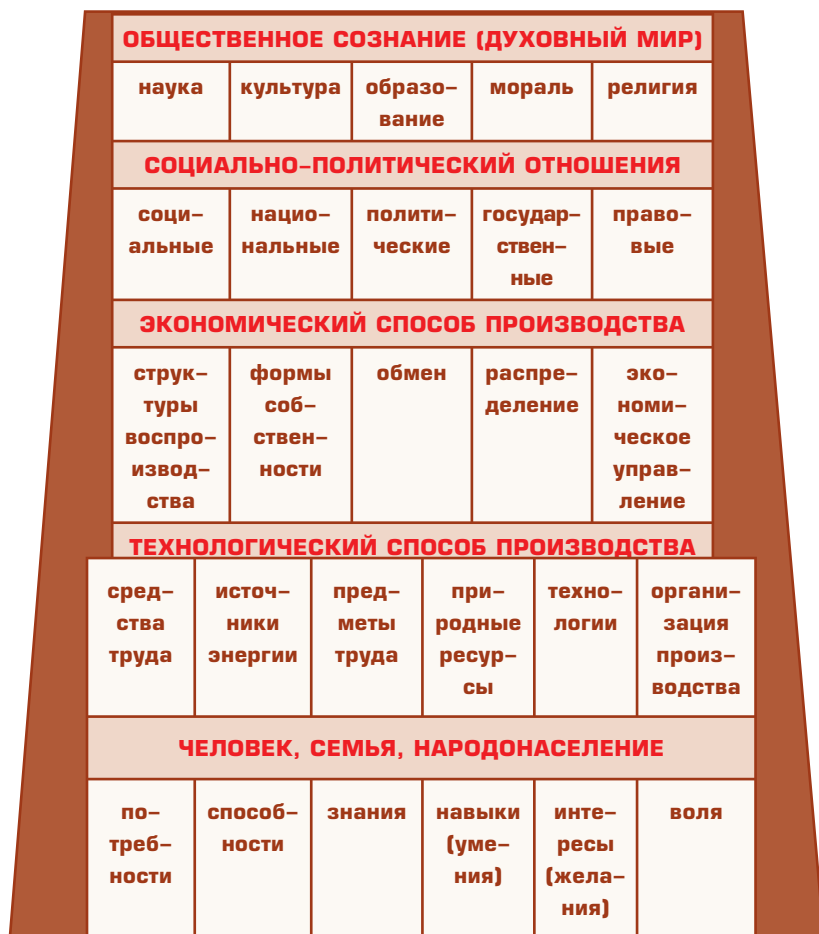 ОБЩЕСТВЕННОЕ СОЗНАНИЕ (ДУХОВНЫЙ МИР)
наука
культура
образо–
вание
мораль
религия
СОЦИАЛЬНО–ПОЛИТИЧЕСКИЙ ОТНОШЕНИЯ
соци–
альные
нацио–
нальные
полити–
ческие
государ–
ствен–
ные
право–
вые
ЭКОНОМИЧЕСКИЙ СПОСОБ ПРОИЗВОДСТВА
струк–
туры
воспро–
извод–
ства
формы
соб–
ствен–
ности
обмен
распре–
деление
эко–
номи–
ческое
управ–
ление
ТЕХНОЛОГИЧЕСКИЙ СПОСОБ ПРОИЗВОДСТВА
сред–
ства
труда
источ–
ники
энергии
пред–
меты
труда
при–
родные
ресур–
сы
техно–
логии
органи–
зация
произ–
водства
ЧЕЛОВЕК, СЕМЬЯ, НАРОДОНАСЕЛЕНИЕ
по–
треб–
ности
способ–
ности
знания
навыки
(уме–
ния)
инте–
ресы
(жела–
ния)
воля